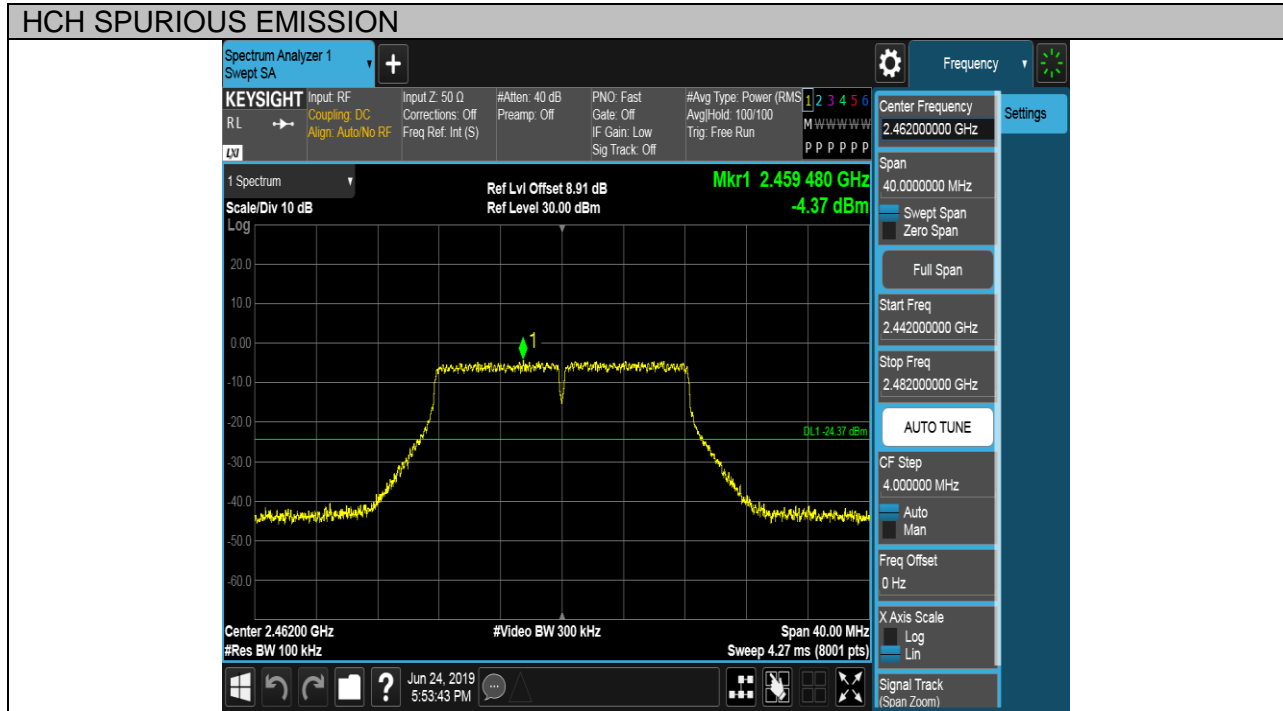 HCH SPURIOUS EMISSION
Spectrum Analyzer 1
Swept SA
Frequency
KEYSIGHT
RL
LXI
Input: RF
Coupling: DC
Align: Auto/No RF
Input Z: 50 Ω
Corrections: Off
Freq Ref: Int (S)
#Atten: 40 dB
Preamp: Off
PNO: Fast
Gate: Off
IF Gain: Low
Sig Track: Off
#Avg Type: Power (RMS
Avg|Hold: 100/100
Trig: Free Run
1 2 3 4 5 6
M W W W W W
P P P P P P
1 Spectrum
Scale/Div 10 dB
Log
Ref Lvl Offset 8.91 dB
Ref Level 30.00 dBm
Mkr1 2.459 480 GHz
-4.37 dBm
20.0
10.0
0.00
-10.0
-20.0
-30.0
-40.0
-50.0
-60.0
1
DL1 -24.37 dBm
Center 2.46200 GHz
#Res BW 100 kHz
#Video BW 300 kHz
Span 40.00 MHz
Sweep 4.27 ms (8001 pts)
?
Jun 24, 2019
5:53:43 PM
Center Frequency
2.462000000 GHz
Settings
Span
40.0000000 MHz
Swept Span
Zero Span
Full Span
Start Freq
2.442000000 GHz
Stop Freq
2.482000000 GHz
AUTO TUNE
CF Step
4.000000 MHz
Auto
Man
Freq Offset
0 Hz
X Axis Scale
Log
Lin
Signal Track
(Span Zoom)